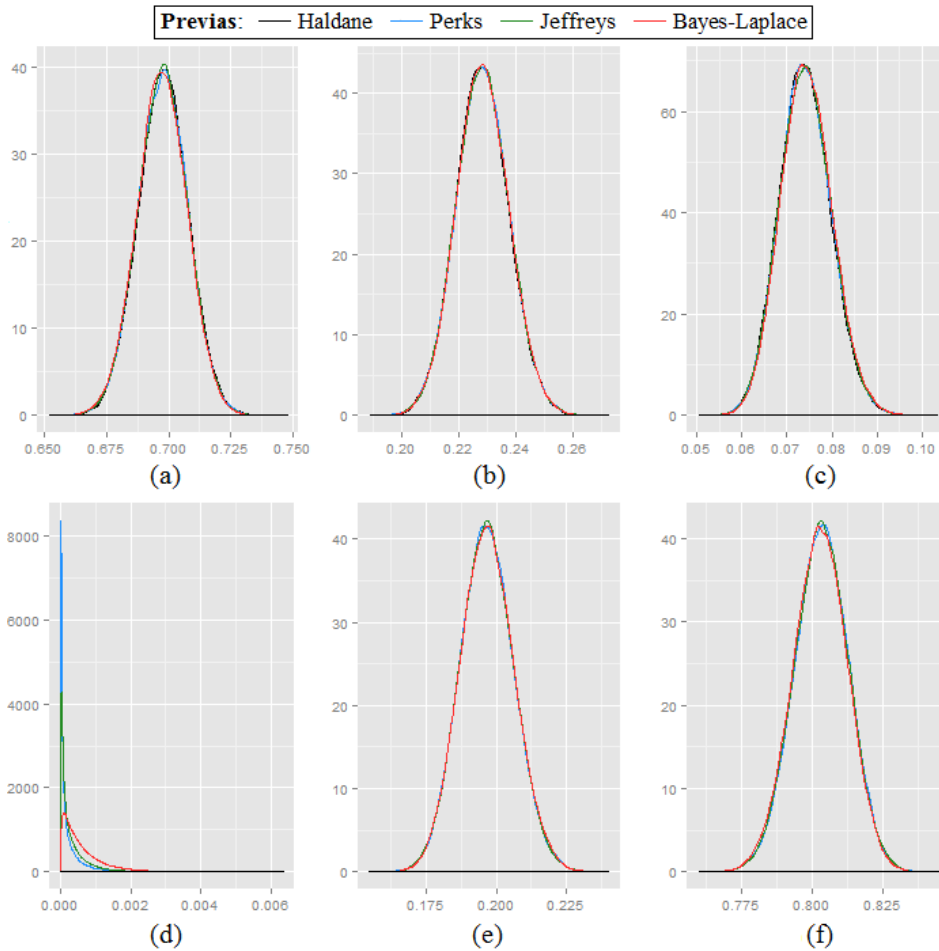 Previas: Haldane Perks Jeffreys Bayes-Laplace
40
30
20
10
0
0.650 0.675 0.700 0.725 0.750
(a)
40
30
20
10
0
0.20 0.22 0.24 0.26
(b)
60
40
20
0
0.05 0.06 0.07 0.08 0.09 0.10
(c)
8000
6000
4000
2000
0
0.000 0.002 0.004 0.006
(d)
40
30
20
10
0
0.175 0.200 0.225
(e)
40
30
20
10
0
0.775 0.800 0.825
(f)